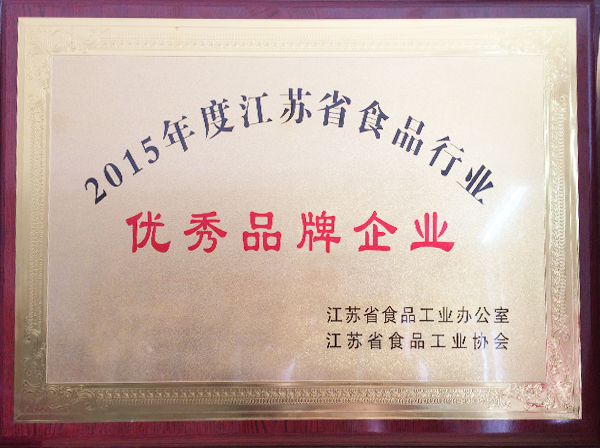 2015年度江苏省食品行业
优秀品牌企业
江苏省食品工业办公室
江苏省食品工业协会